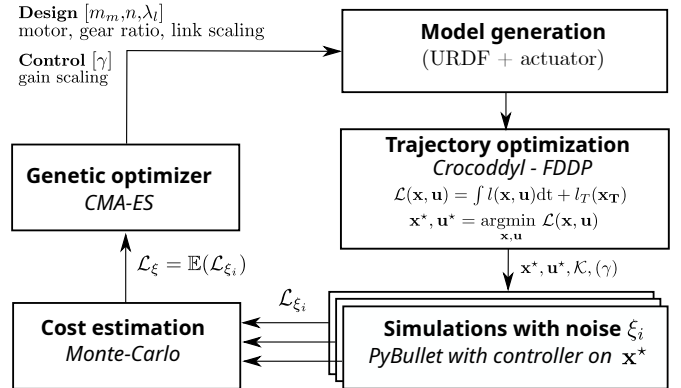 Design [m_m,n,λ_l]
motor, gear ratio, link scaling
Control [γ]
gain scaling
Model generation
(URDF + actuator)
Trajectory optimization
Crocoddyl - FDDP
ℒ(x, u) = ∫ l(x, u)dt + l_T(x_T)
x⋆, u⋆ = argmin ℒ(x, u)
x,u
Genetic optimizer
CMA-ES
x⋆, u⋆, 𝒦, (γ)
ℒ_ξ = 𝔼(ℒ_ξᵢ)
ℒ_ξᵢ
Cost estimation
Monte-Carlo
Simulations with noise ξᵢ
PyBullet with controller on x⋆